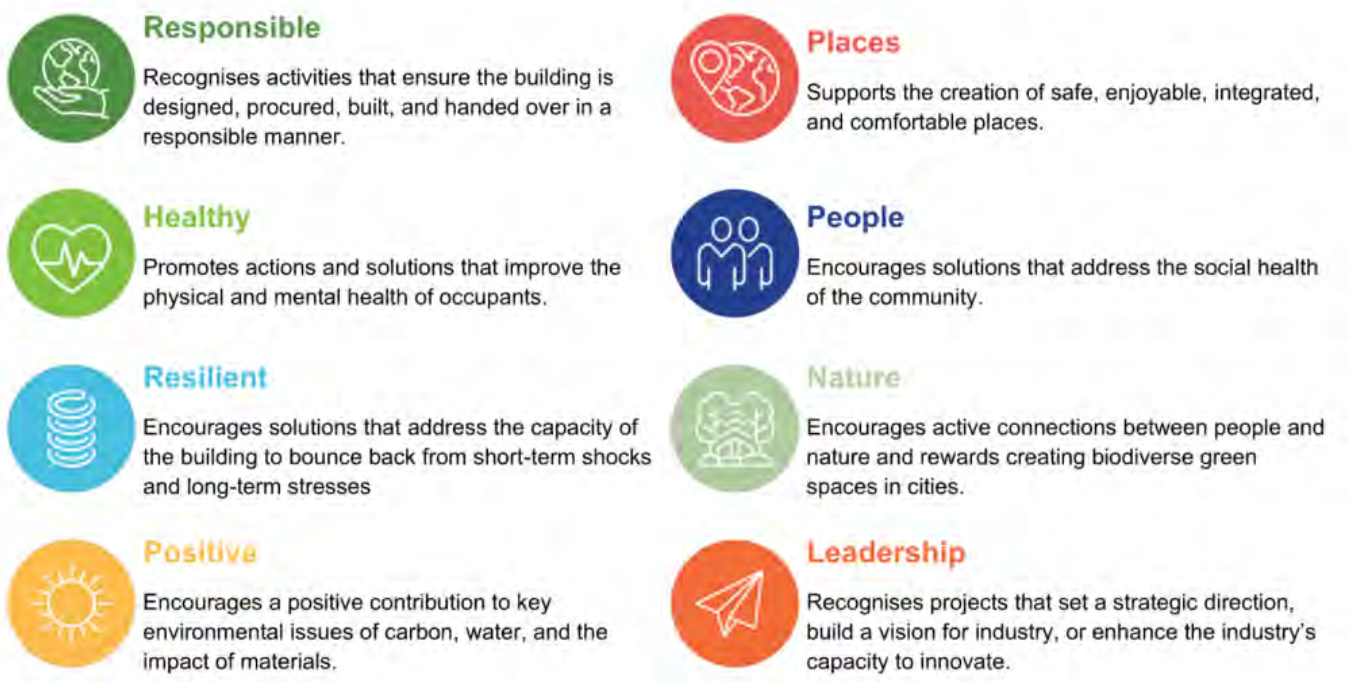 Responsible
Recognises activities that ensure the building is
designed, procured, built, and handed over in a
responsible manner.
Healthy
Promotes actions and solutions that improve the
physical and mental health of occupants.
Resilient
Encourages solutions that address the capacity of
the building to bounce back from short-term shocks
and long-term stresses
Positive
Encourages a positive contribution to key
environmental issues of carbon, water, and the
impact of materials.
Places
Supports the creation of safe, enjoyable, integrated,
and comfortable places.
People
Encourages solutions that address the social health
of the community.
Nature
Encourages active connections between people and
nature and rewards creating biodiverse green
spaces in cities.
Leadership
Recognises projects that set a strategic direction,
build a vision for industry, or enhance the industry's
capacity to innovate.